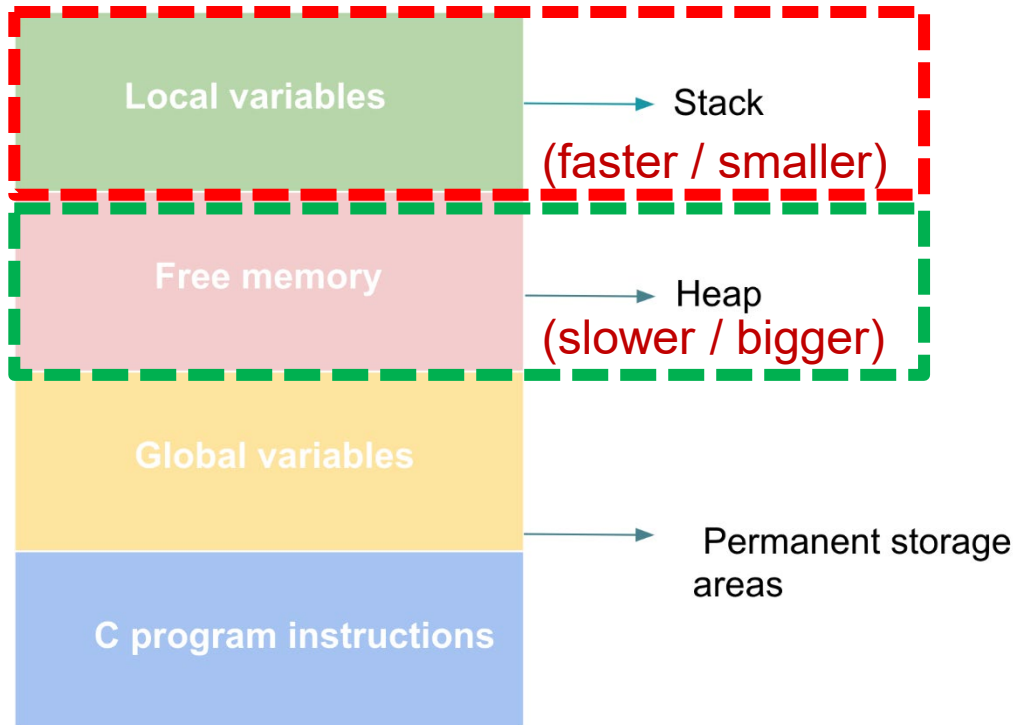 Local variables
Stack
(faster / smaller)
Free memory
Heap
(slower / bigger)
Global variables
Permanent storage
areas
C program instructions